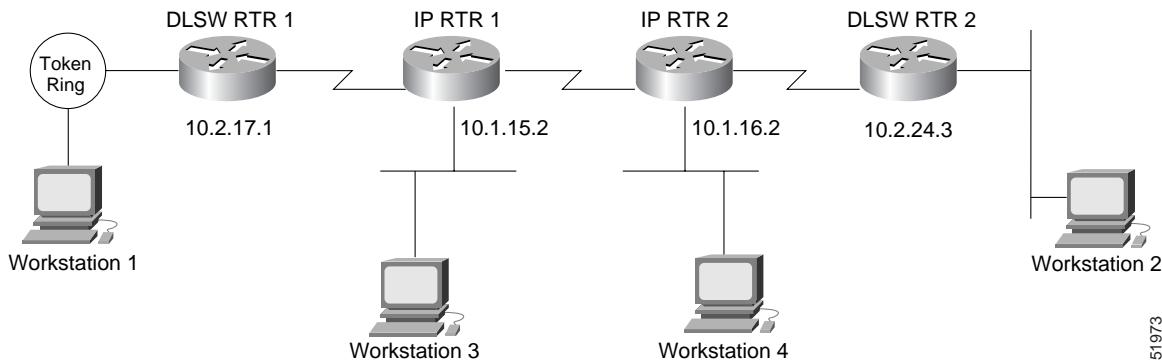 DLSW RTR 1
IP RTR 1
IP RTR 2
DLSW RTR 2
Token
Ring
10.2.17.1
10.1.15.2
10.1.16.2
10.2.24.3
Workstation 1
Workstation 2
Workstation 3
Workstation 4
51973